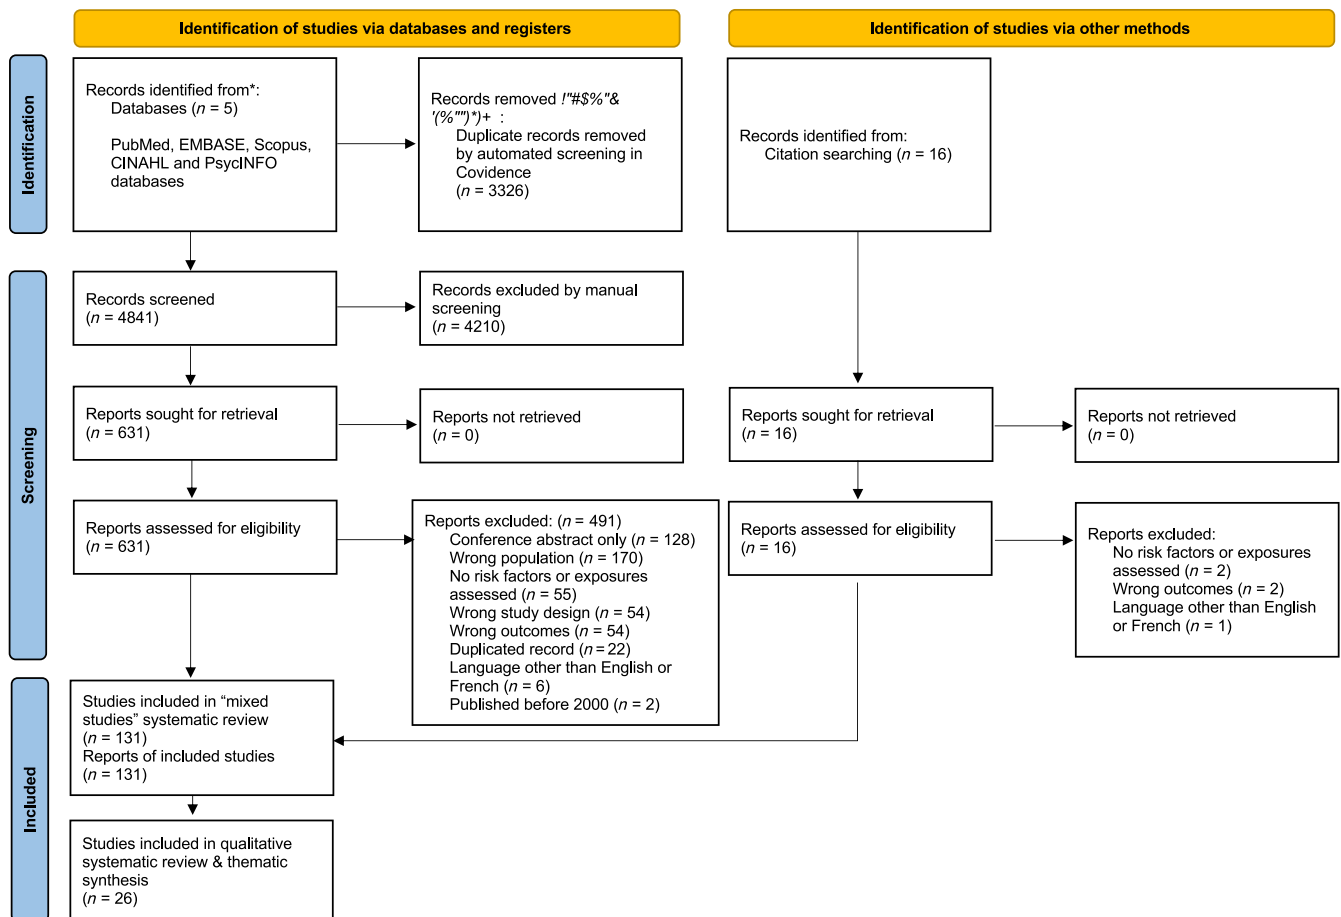 Identification of studies via databases and registers
Identification of studies via other methods
Identification
Records identified from*:
Databases (n = 5)
PubMed, EMBASE, Scopus,
CINAHL and PsycINFO
databases
Records removed !"#$%"&
'(%"")*)+ :
Duplicate records removed
by automated screening in
Covidence
(n = 3326)
Records identified from:
Citation searching (n = 16)
Screening
Records screened
(n = 4841)
Records excluded by manual
screening
(n = 4210)
Reports sought for retrieval
(n = 631)
Reports not retrieved
(n = 0)
Reports sought for retrieval
(n = 16)
Reports not retrieved
(n = 0)
Reports assessed for eligibility
(n = 631)
Reports excluded: (n = 491)
Conference abstract only (n = 128)
Wrong population (n = 170)
No risk factors or exposures
assessed (n = 55)
Wrong study design (n = 54)
Wrong outcomes (n = 54)
Duplicated record (n = 22)
Language other than English or
French (n = 6)
Published before 2000 (n = 2)
Reports assessed for eligibility
(n = 16)
Reports excluded:
No risk factors or exposures
assessed (n = 2)
Wrong outcomes (n = 2)
Language other than English
or French (n = 1)
Included
Studies included in “mixed
studies” systematic review
(n = 131)
Reports of included studies
(n = 131)
Studies included in qualitative
systematic review & thematic
synthesis
(n = 26)